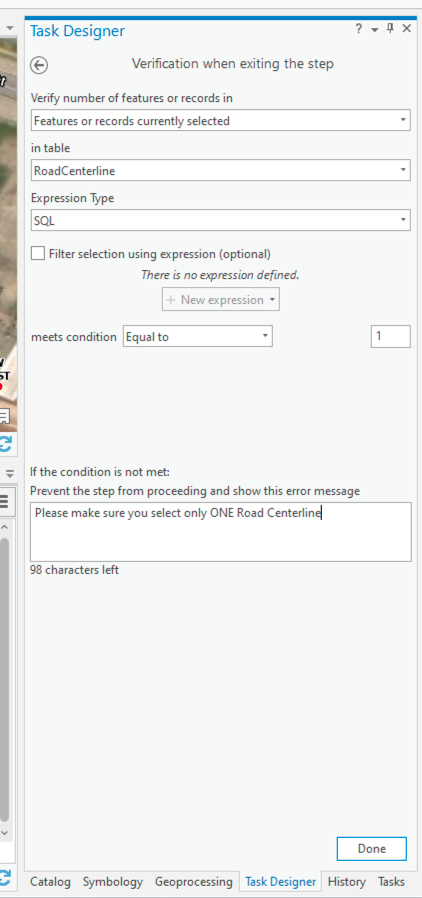 Task Designer
?
Verification when exiting the step
Verify number of features or records in
Features or records currently selected
in table
RoadCenterline
Expression Type
SQL
Filter selection using expression (optional)
There is no expression defined.
+ New expression
meets condition Equal to 1
ST
If the condition is not met:
Prevent the step from proceeding and show this error message
Please make sure you select only ONE Road Centerline
98 characters left
Done
Catalog Symbology Geoprocessing Task Designer History Tasks